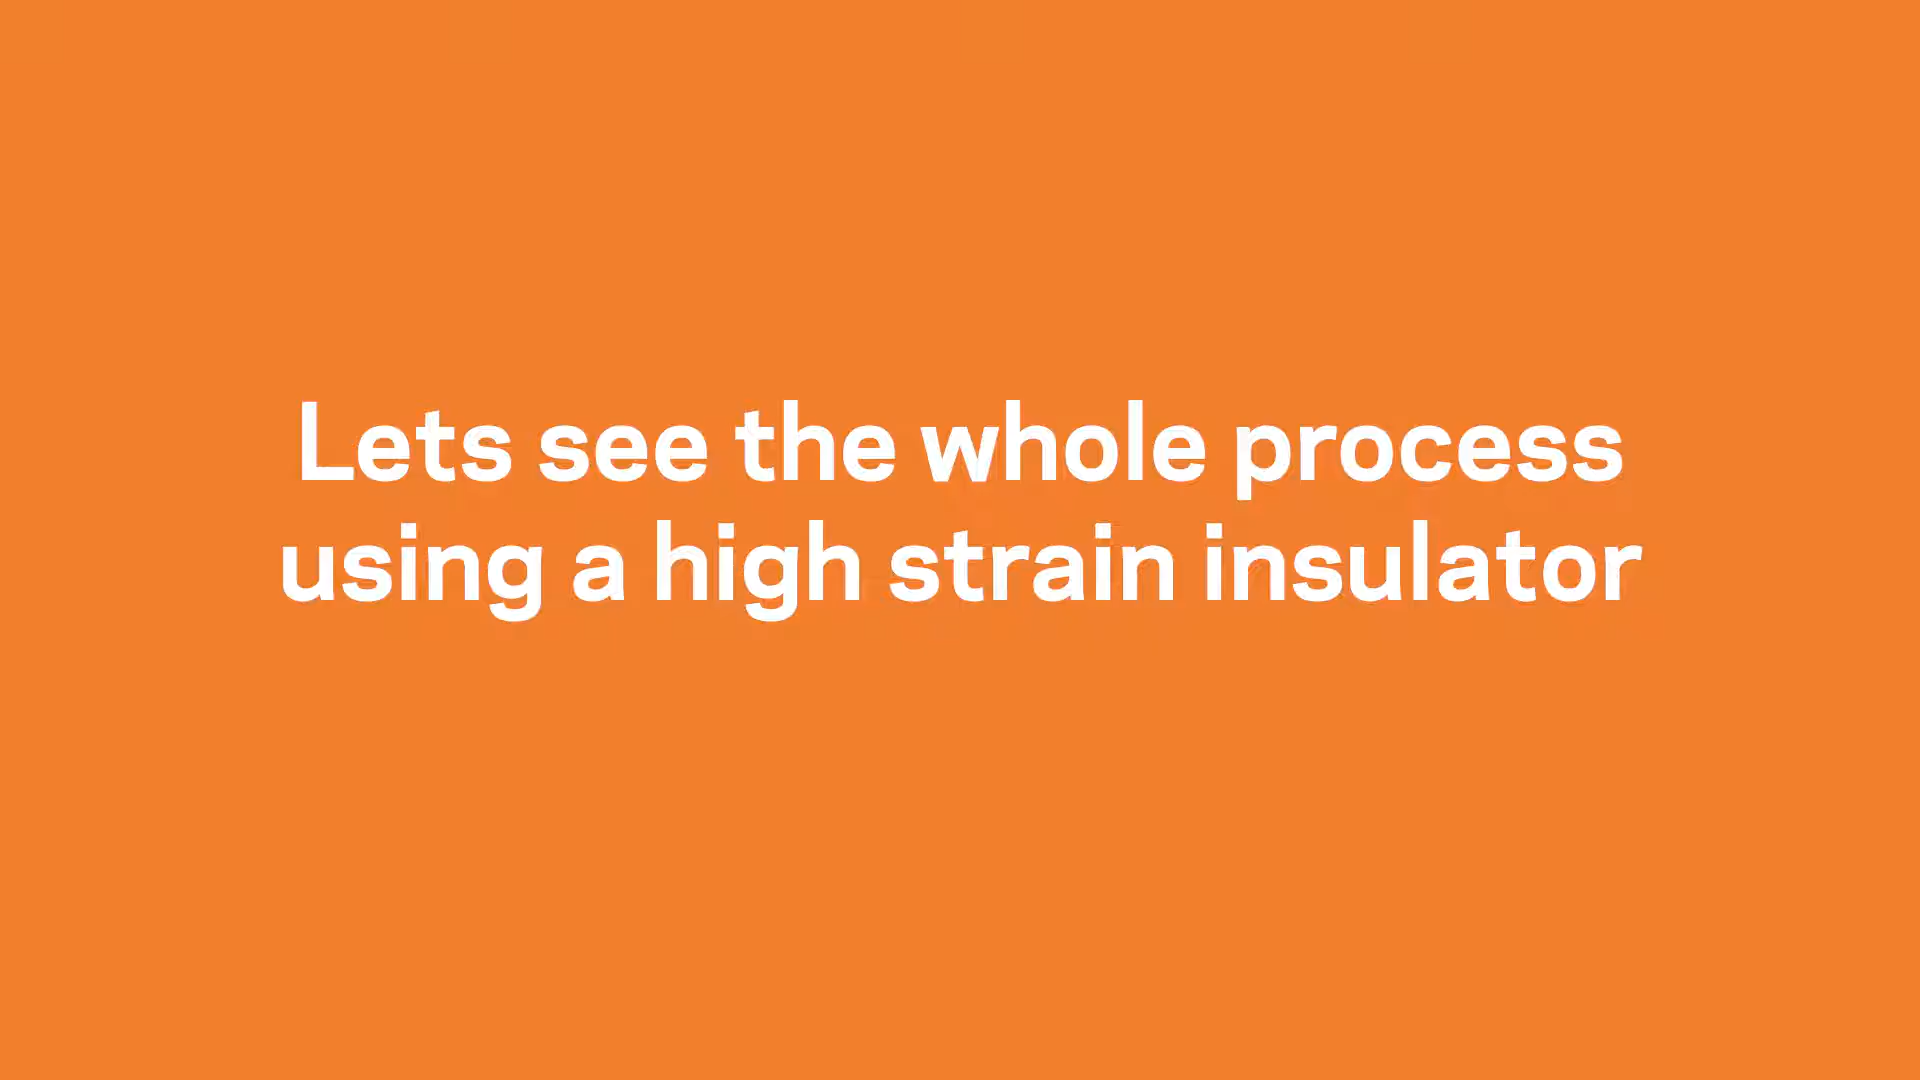 Lets see the whole process
using a high strain insulator